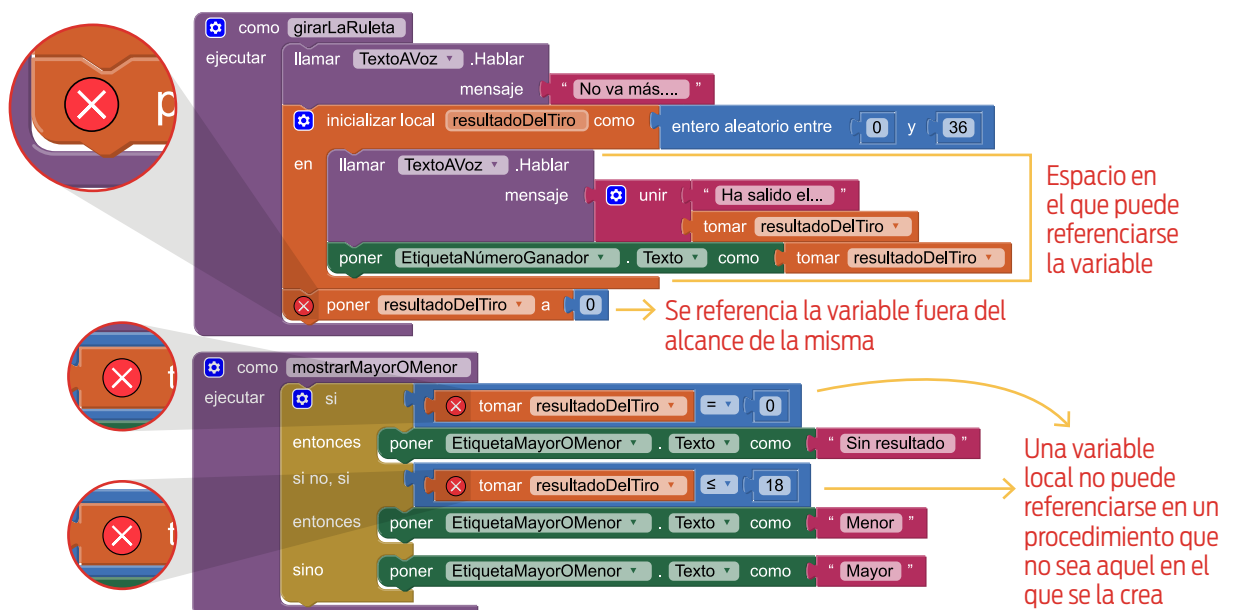 como girarLaRuleta
ejecutar llamar TextoAVoz .Hablar
mensaje “ No va más.... ”
inicializar local resultadoDelTiro como entero aleatorio entre 0 y 36
en llamar TextoAVoz .Hablar
mensaje unir “ Ha salido el... ”
tomar resultadoDelTiro
poner EtiquetaNúmeroGanador . Texto como tomar resultadoDelTiro
poner resultadoDelTiro a 0
p
Espacio en
el que puede
referenciarse
la variable
Se referencia la variable fuera del
alcance de la misma
como mostrarMayorOMenor
ejecutar si tomar resultadoDelTiro = 0
entonces poner EtiquetaMayorOMenor . Texto como “ Sin resultado ”
si no, si tomar resultadoDelTiro ≤ 18
entonces poner EtiquetaMayorOMenor . Texto como “ Menor ”
sino poner EtiquetaMayorOMenor . Texto como “ Mayor ”
t
t
Una variable
local no puede
referenciarse en un
procedimiento que
no sea aquel en el
que se la crea